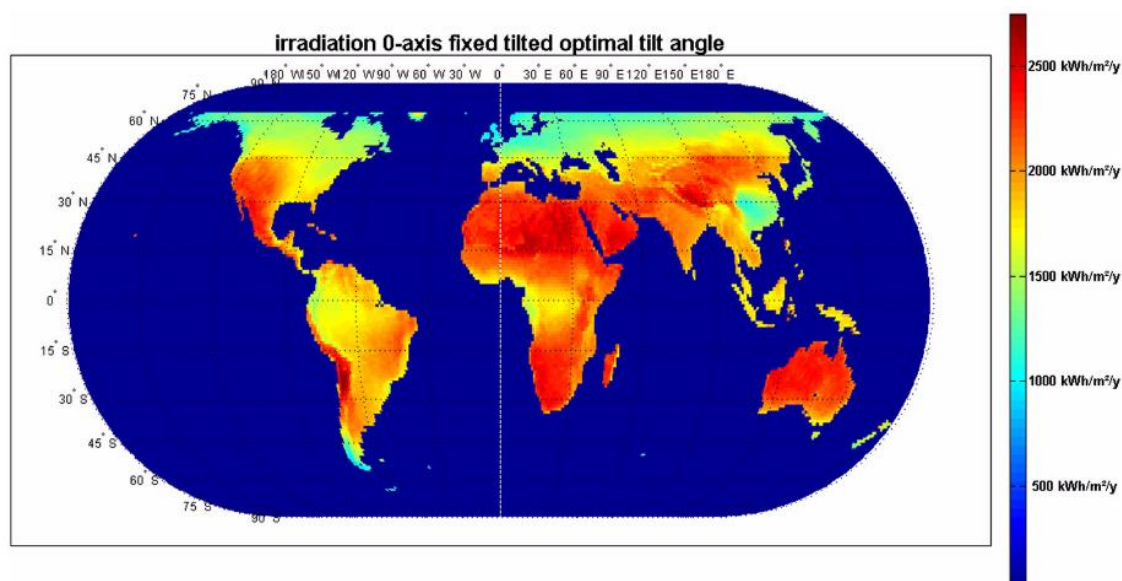 irradiation 0-axis fixed tilted optimal tilt angle
180° W150° W120° W90° W60° W30° W 0° 30° E 60° E 90° E120° E150° E180° E
90° N
75° N
60° N
45° N
30° N
15° N
0°
15° S
30° S
45° S
60° S
75° S
90° S
2500 kWh/m²/y
2000 kWh/m²/y
1500 kWh/m²/y
1000 kWh/m²/y
500 kWh/m²/y